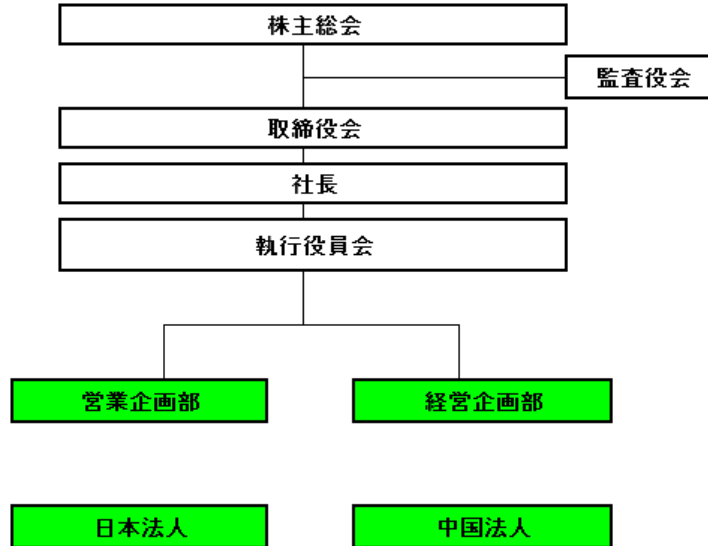 株主総会
監査役会
取締役会
社長
執行役員会
営業企画部
経営企画部
日本法人
中国法人